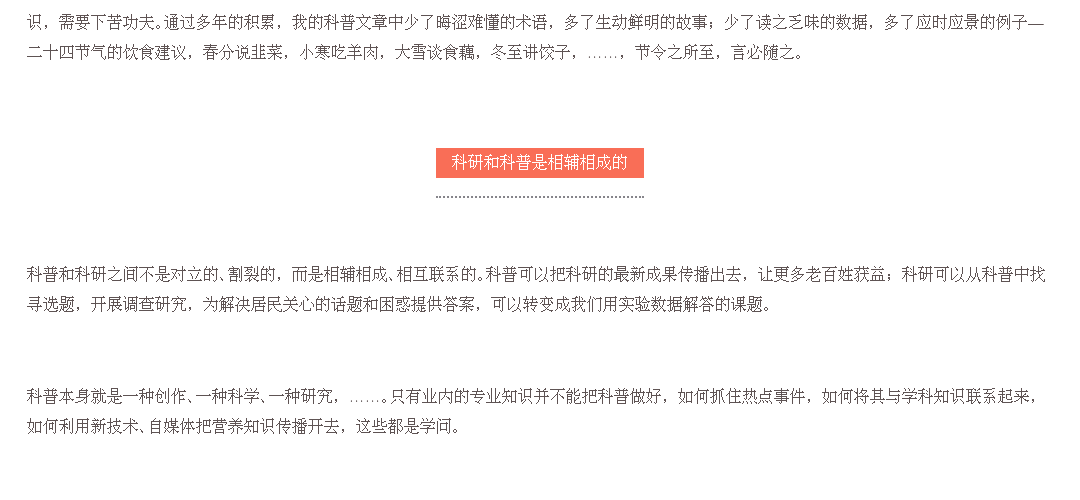 识，需要下苦功夫。通过多年的积累，我的科普文章中少了晦涩难懂的术语，多了生动鲜明的故事；少了读之乏味的数据，多了应时应景的例子—
二十四节气的饮食建议，春分说韭菜，小寒吃羊肉，大雪谈食藕，冬至讲饺子，……，节令之所至，言必随之。
科研和科普是相辅相成的
科普和科研之间不是对立的、割裂的，而是相辅相成、相互联系的。科普可以把科研的最新成果传播出去，让更多老百姓获益；科研可以从科普中找
寻选题，开展调查研究，为解决居民关心的话题和困惑提供答案，可以转变成我们用实验数据解答的课题。
科普本身就是一种创作、一种科学、一种研究，……。只有业内的专业知识并不能把科普做好，如何抓住热点事件，如何将其与学科知识联系起来，
如何利用新技术、自媒体把营养知识传播开去，这些都是学问。